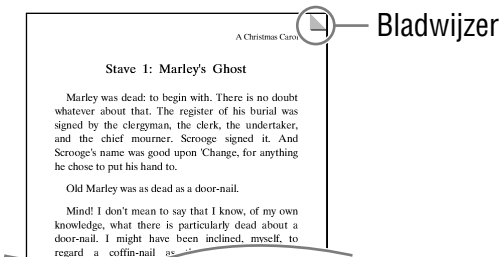 A Christmas Caro
Bladwijzer
Stave 1: Marley's Ghost
Marley was dead: to begin with. There is no doubt
whatever about that. The register of his burial was
signed by the clergyman, the clerk, the undertaker,
and the chief mourner. Scrooge signed it. And
Scrooge's name was good upon 'Change, for anything
he chose to put his hand to.
Old Marley was as dead as a door-nail.
Mind! I don't mean to say that I know, of my own
knowledge, what there is particularly dead about a
door-nail. I might have been inclined, myself, to
regard a coffin-nail as